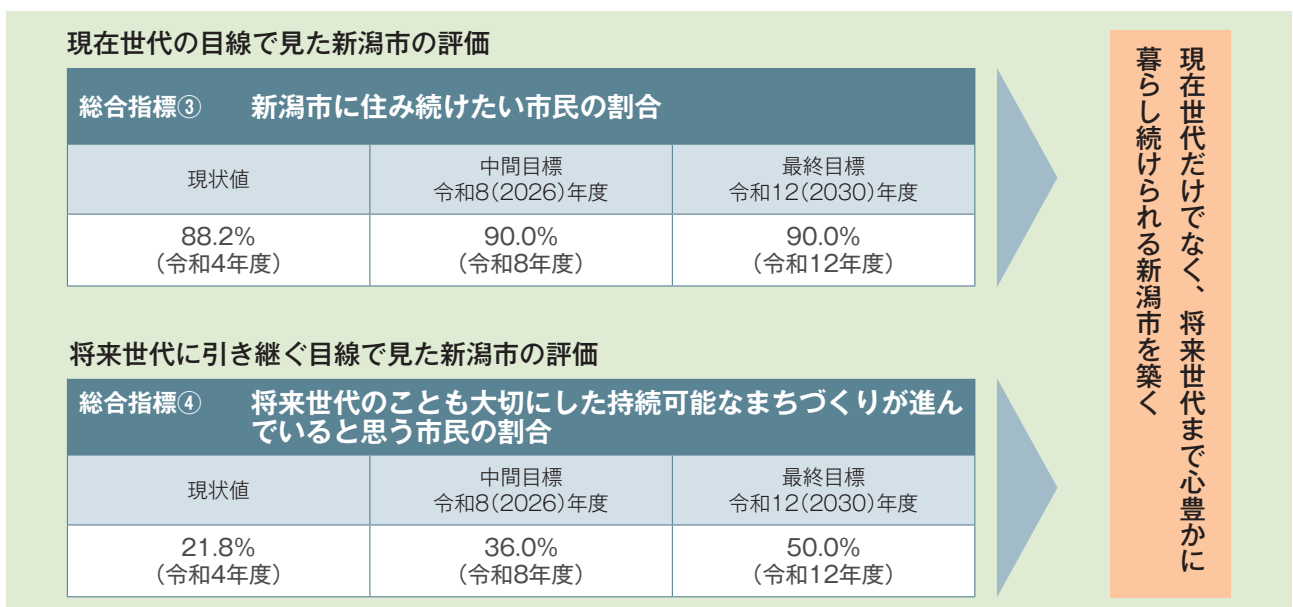 現在世代の目線で見た新潟市の評価
総合指標③ 新潟市に住み続けたい市民の割合
現状値
中間目標
令和8(2026)年度
最終目標
令和12(2030)年度
88.2%
（令和4年度）
90.0%
（令和8年度）
90.0%
（令和12年度）
将来世代に引き継ぐ目線で見た新潟市の評価
総合指標④ 将来世代のことも大切にした持続可能なまちづくりが進ん
でいると思う市民の割合
現状値
中間目標
令和8(2026)年度
最終目標
令和12(2030)年度
21.8%
（令和4年度）
36.0%
（令和8年度）
50.0%
（令和12年度）
現在世代だけでなく、将来世代まで心豊かに
暮らし続けられる新潟市を築く